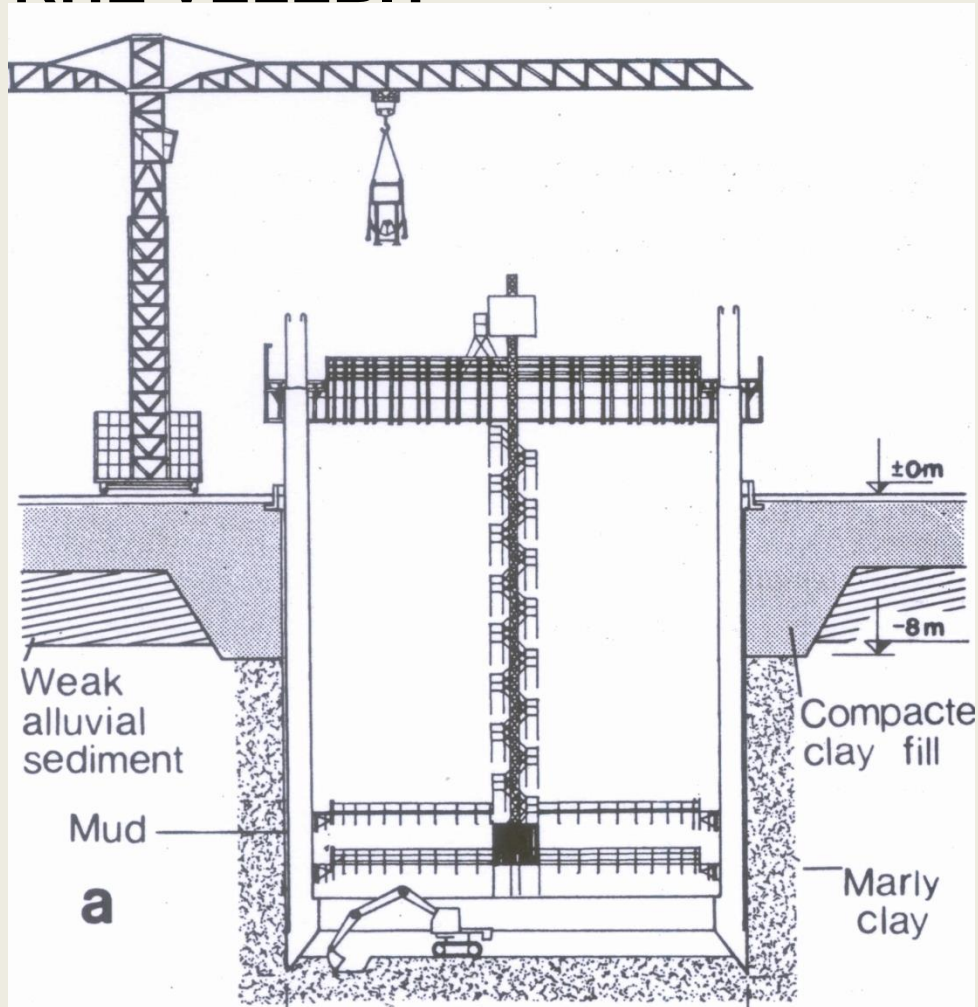 ±0m
-8m
Weak
alluvial
sediment
Compacte
clay fill
Mud
Marly
clay
a